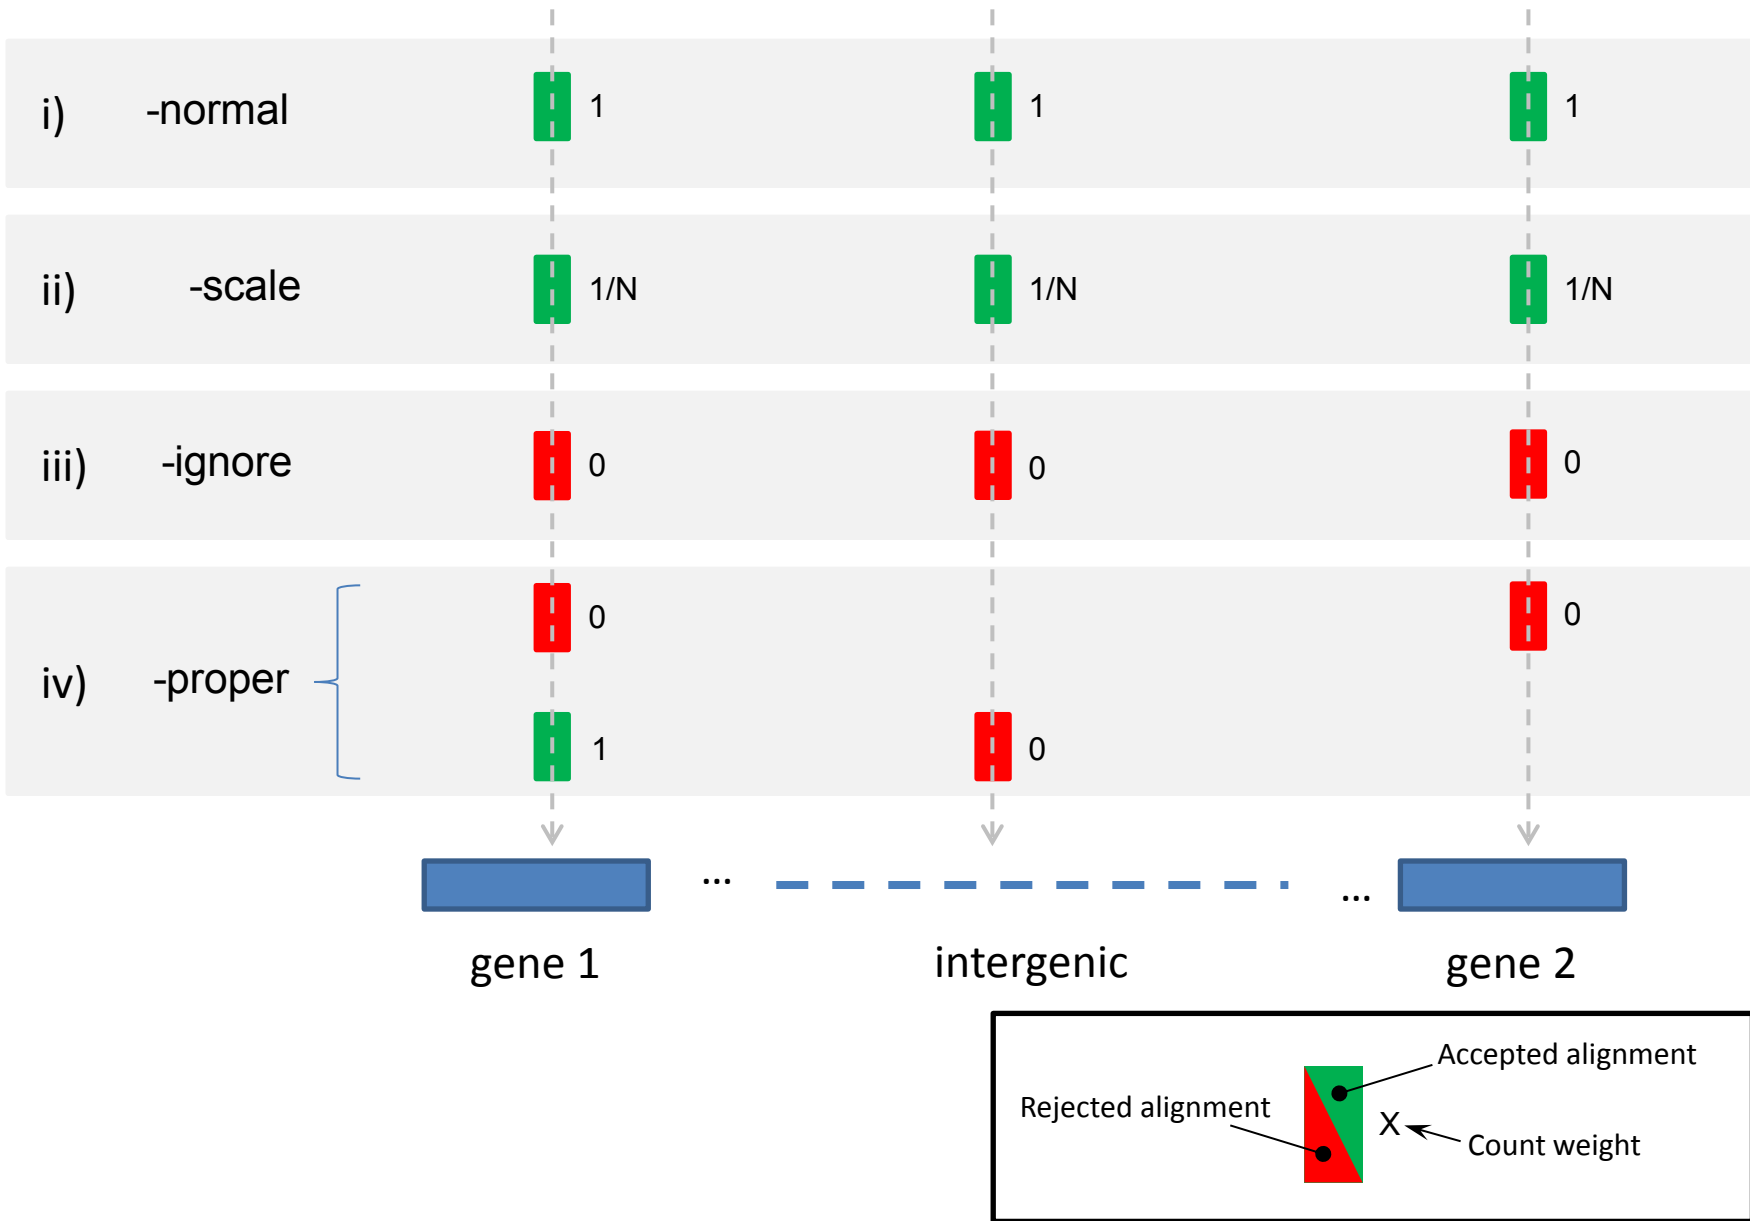 i) -normal 1 1 1
ii) -scale 1/N 1/N 1/N
iii) -ignore 0 0 0
0 0
iv) -proper
1 0
... ...
gene 1 intergenic gene 2
Accepted alignment
Rejected alignment X
Count weight